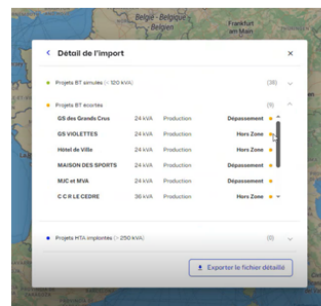 België - Belgique -
- Belgien
Frankfurt
am Main
Détail de l'import
Projets BT simulés (< 120 kVA) (36)
Projets BT écartés (9)
GS des Grands Crus 24 kVA Production Dépassement
GS VIOLETTES 24 kVA Production Hors Zone
Hôtel de Ville 24 kVA Production Dépassement
MAISON DES SPORTS 24 kVA Production Dépassement
MJC et MVA 24 kVA Production Dépassement
C C R LE CEDRE 36 kVA Production Hors Zone
Projets HTA implantés (> 250 kVA) (0)
Exporter le fichier détaillé